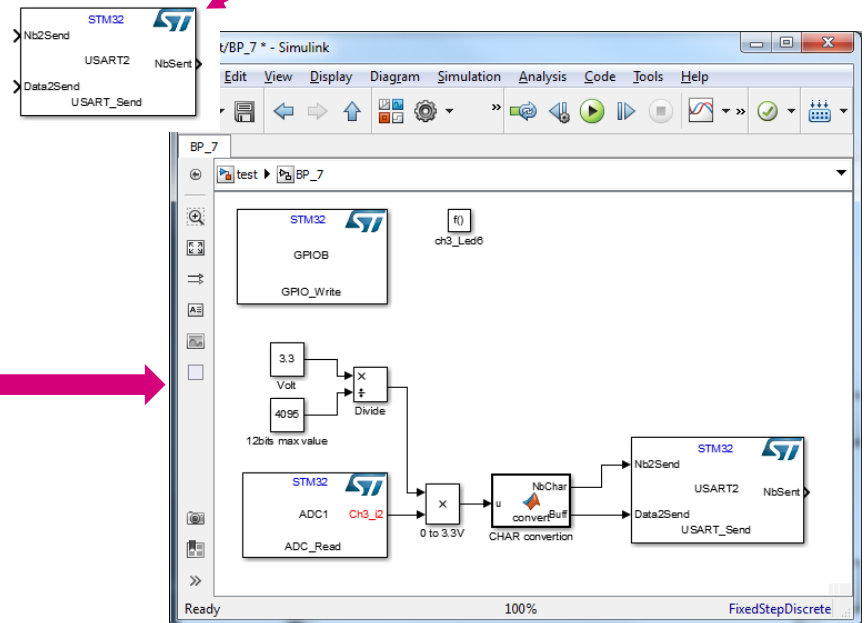 STM32
Nb2Send
USART2
NbSent
Data2Send
USART_Send
t/BP_7 * - Simulink
Edit View Display Diagram Simulation Analysis Code Tools Help
BP_7
test BP_7
STM32
GPIOB
GPIO_Write
f()
ch3_Led6
3.3
Volt
×
÷
Divide
4095
12bits max value
STM32
ADC1 Ch3_i2
ADC_Read
×
0 to 3.3V
u
NbChar
convert
Buff
CHAR convertion
STM32
Nb2Send
USART2
NbSent
Data2Send
USART_Send
Ready 100% FixedStepDiscrete